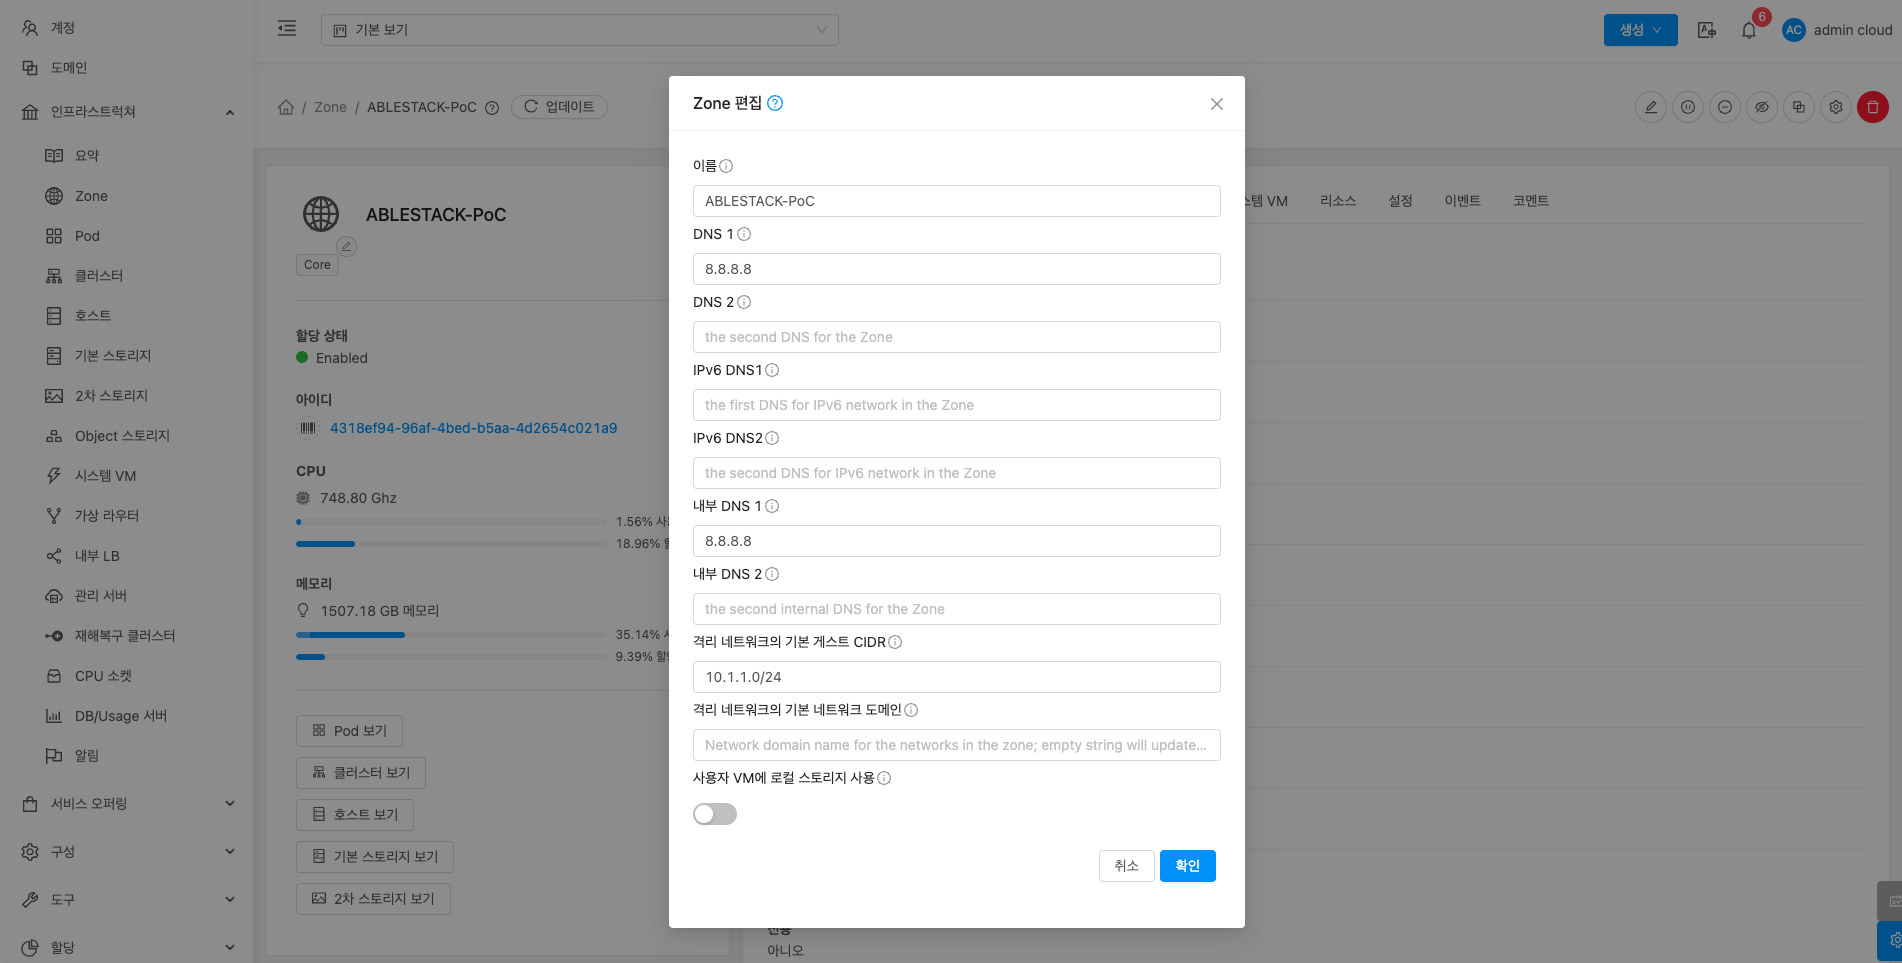 계정
도메인
인프라스트럭쳐
요약
Zone
Pod
클러스터
호스트
기본 스토리지
2차 스토리지
Object 스토리지
시스템 VM
가상 라우터
내부 LB
관리 서버
재해복구 클러스터
CPU 소켓
DB/Usage 서버
알림
서비스 오퍼링
구성
도구
할당
기본 보기
생성
6
AC
admin cloud
/ Zone / ABLESTACK-PoC
업데이트
ABLESTACK-PoC
Core
할당 상태
Enabled
아이디
4318ef94-96af-4bed-b5aa-4d2654c021a9
CPU
748.80 Ghz
1.56%
18.96%
메모리
1507.18 GB 메모리
35.14%
9.39%
Pod 보기
클러스터 보기
호스트 보기
기본 스토리지 보기
2차 스토리지 보기
Zone 편집
이름
ABLESTACK-PoC
DNS 1
8.8.8.8
DNS 2
the second DNS for the Zone
IPv6 DNS1
the first DNS for IPv6 network in the Zone
IPv6 DNS2
the second DNS for IPv6 network in the Zone
내부 DNS 1
8.8.8.8
내부 DNS 2
the second internal DNS for the Zone
격리 네트워크의 기본 게스트 CIDR
10.1.1.0/24
격리 네트워크의 기본 네트워크 도메인
Network domain name for the networks in the zone; empty string will update...
사용자 VM에 로컬 스토리지 사용
취소
확인
스템 VM
리소스
설정
이벤트
코멘트
아니오